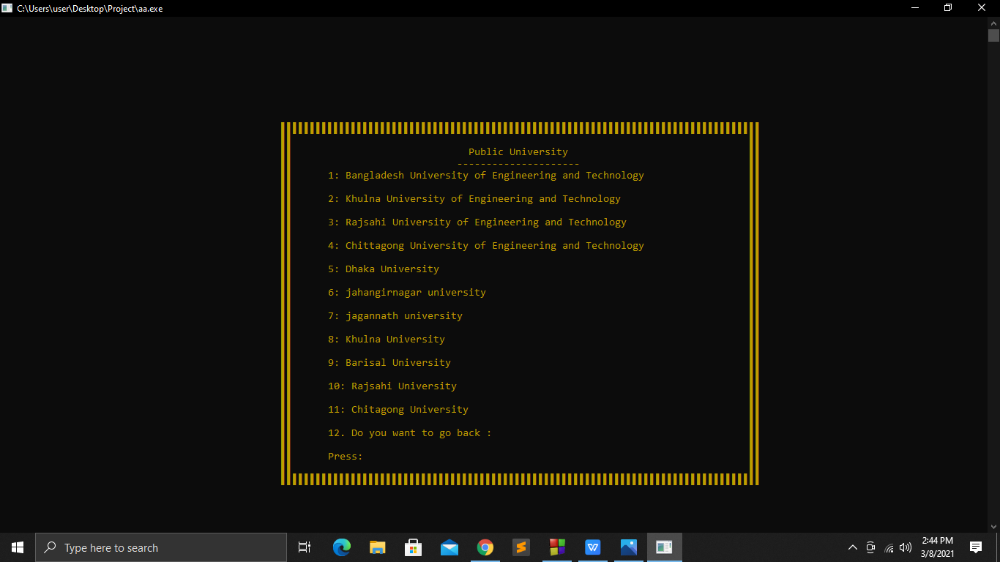 C:\Users\user\Desktop\Project\aa.exe
Public University
---------------------
1: Bangladesh University of Engineering and Technology
2: Khulna University of Engineering and Technology
3: Rajsahi University of Engineering and Technology
4: Chittagong University of Engineering and Technology
5: Dhaka University
6: jahangirnagar university
7: jagannath university
8: Khulna University
9: Barisal University
10: Rajsahi University
11: Chitagong University
12. Do you want to go back :
Press:
Type here to search
2:44 PM
3/8/2021